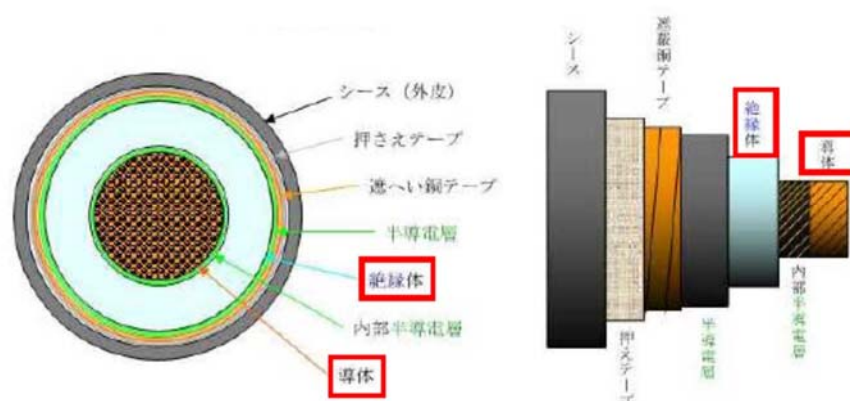 シース（外皮）
押さえテープ
遮へい銅テープ
半導電層
絶縁体
内部半導電層
導体
シース
遮蔽銅テープ
絶縁体
導体
押えテープ
半導電層
内部半導電層